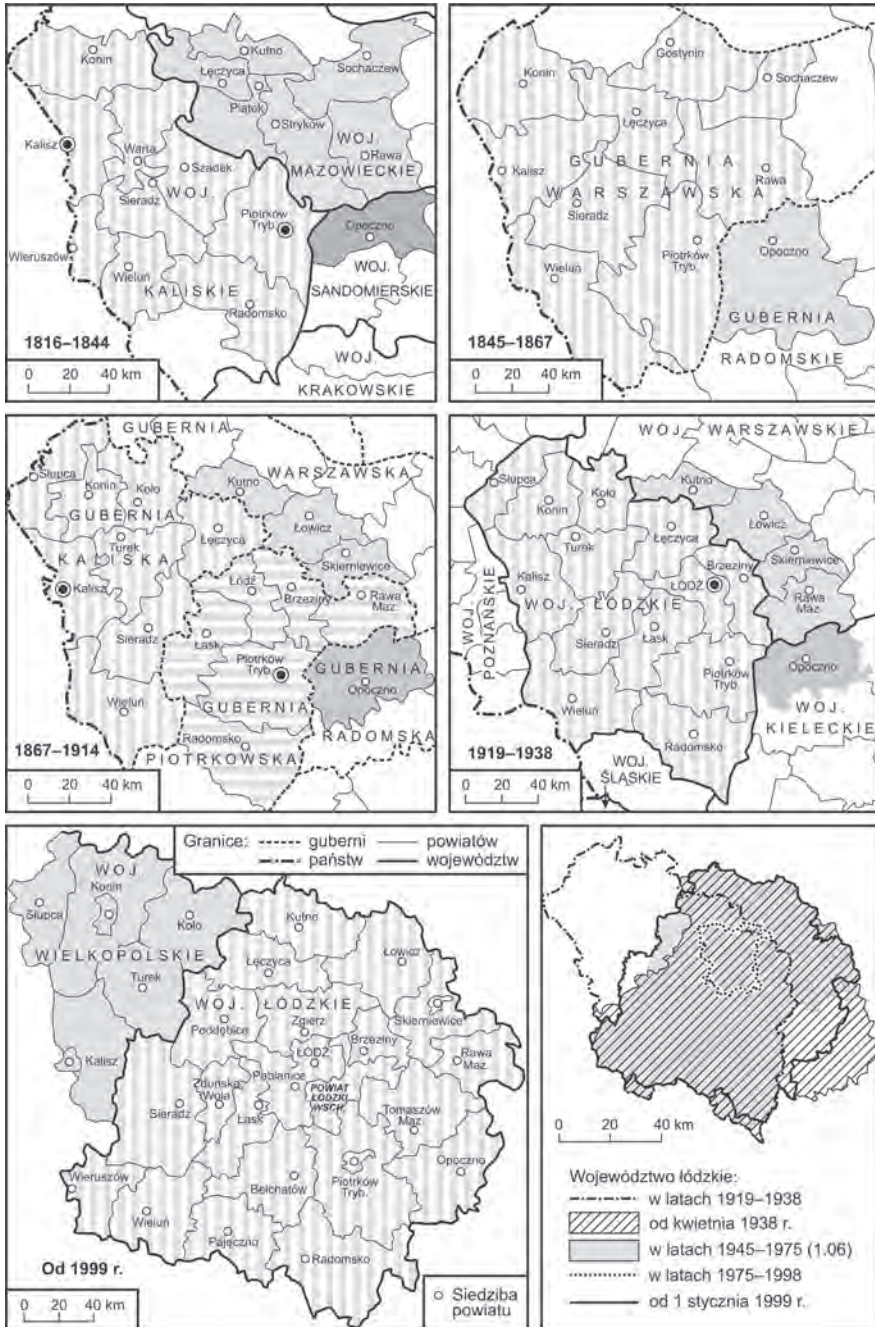 Konin
Kutno
Łęczyca
Sochaczew
Piątek
Stryków
WOJ.
MAZOWIECKIE
Rawa
Kalisz
Warta
Szadek
Sieradz
WOJ.
Piotrków
Tryb.
Opoczno
Wieruszów
Wieluń
KALISKIE
WOJ.
SANDOMIERSKIE
Radomsko
1816–1844
WOJ.
KRAKOWSKIE
0 20 40 km
Gostynin
Konin
Sochaczew
Łęczyca
Kalisz
GUBERNIA
WARSZAWSKA
Rawa
Sieradz
Piotrków
Tryb.
Opoczno
Wieluń
GUBERNIA
RADOMSKIE
1845–1867
0 20 40 km
GUBERNIA
WARSZAWSKA
Słupca
Konin
Koło
Kutno
GUBERNIA
Łowicz
Łęczyca
Turek
KALISKA
Skierniewice
Kalisz
Łódź
Brzeziny
Rawa
Maz.
Sieradz
Łask
Piotrków
Tryb.
GUBERNIA
Opoczno
Wieluń
GUBERNIA
RADOMSKA
Radomsko
PIOTRKOWSKA
1867–1914
0 20 40 km
WOJ. WARSZAWSKIE
Słupca
Konin
Koło
Kutno
Łowicz
Turek
Łęczyca
Skierniewice
Kalisz
ŁÓDŹ
Brzeziny
Rawa
Maz.
WOJ.
POZNAŃSKIE
WOJ. ŁÓDZKIE
Sieradz
Łask
Piotrków
Tryb.
Opoczno
Wieluń
WOJ.
KIELECKIE
Radomsko
1919–1938
WOJ.
ŚLĄSKIE
0 20 40 km
Granice:
guberni
powiatów
państw
województw
WOJ.
Konin
Słupca
Koło
WIELKOPOLSKIE
Turek
Kalisz
Kutno
Łęczyca
Łowicz
WOJ. ŁÓDZKIE
Poddębice
Zgierz
Skierniewice
Brzeziny
ŁÓDŹ
Rawa
Maz.
Pabianice
POWIAT
ŁÓDZKI
WSCH.
Zduńska
Wola
Sieradz
Łask
Tomaszów
Maz.
Wieruszów
Bełchatów
Piotrków
Tryb.
Opoczno
Wieluń
Pajęczno
Radomsko
Od 1999 r.
0 20 40 km
Siedziba
powiatu
0 20 40 km
Województwo łódzkie:
w latach 1919–1938
od kwietnia 1938 r.
w latach 1945–1975 (1.06)
w latach 1975–1998
od 1 stycznia 1999 r.